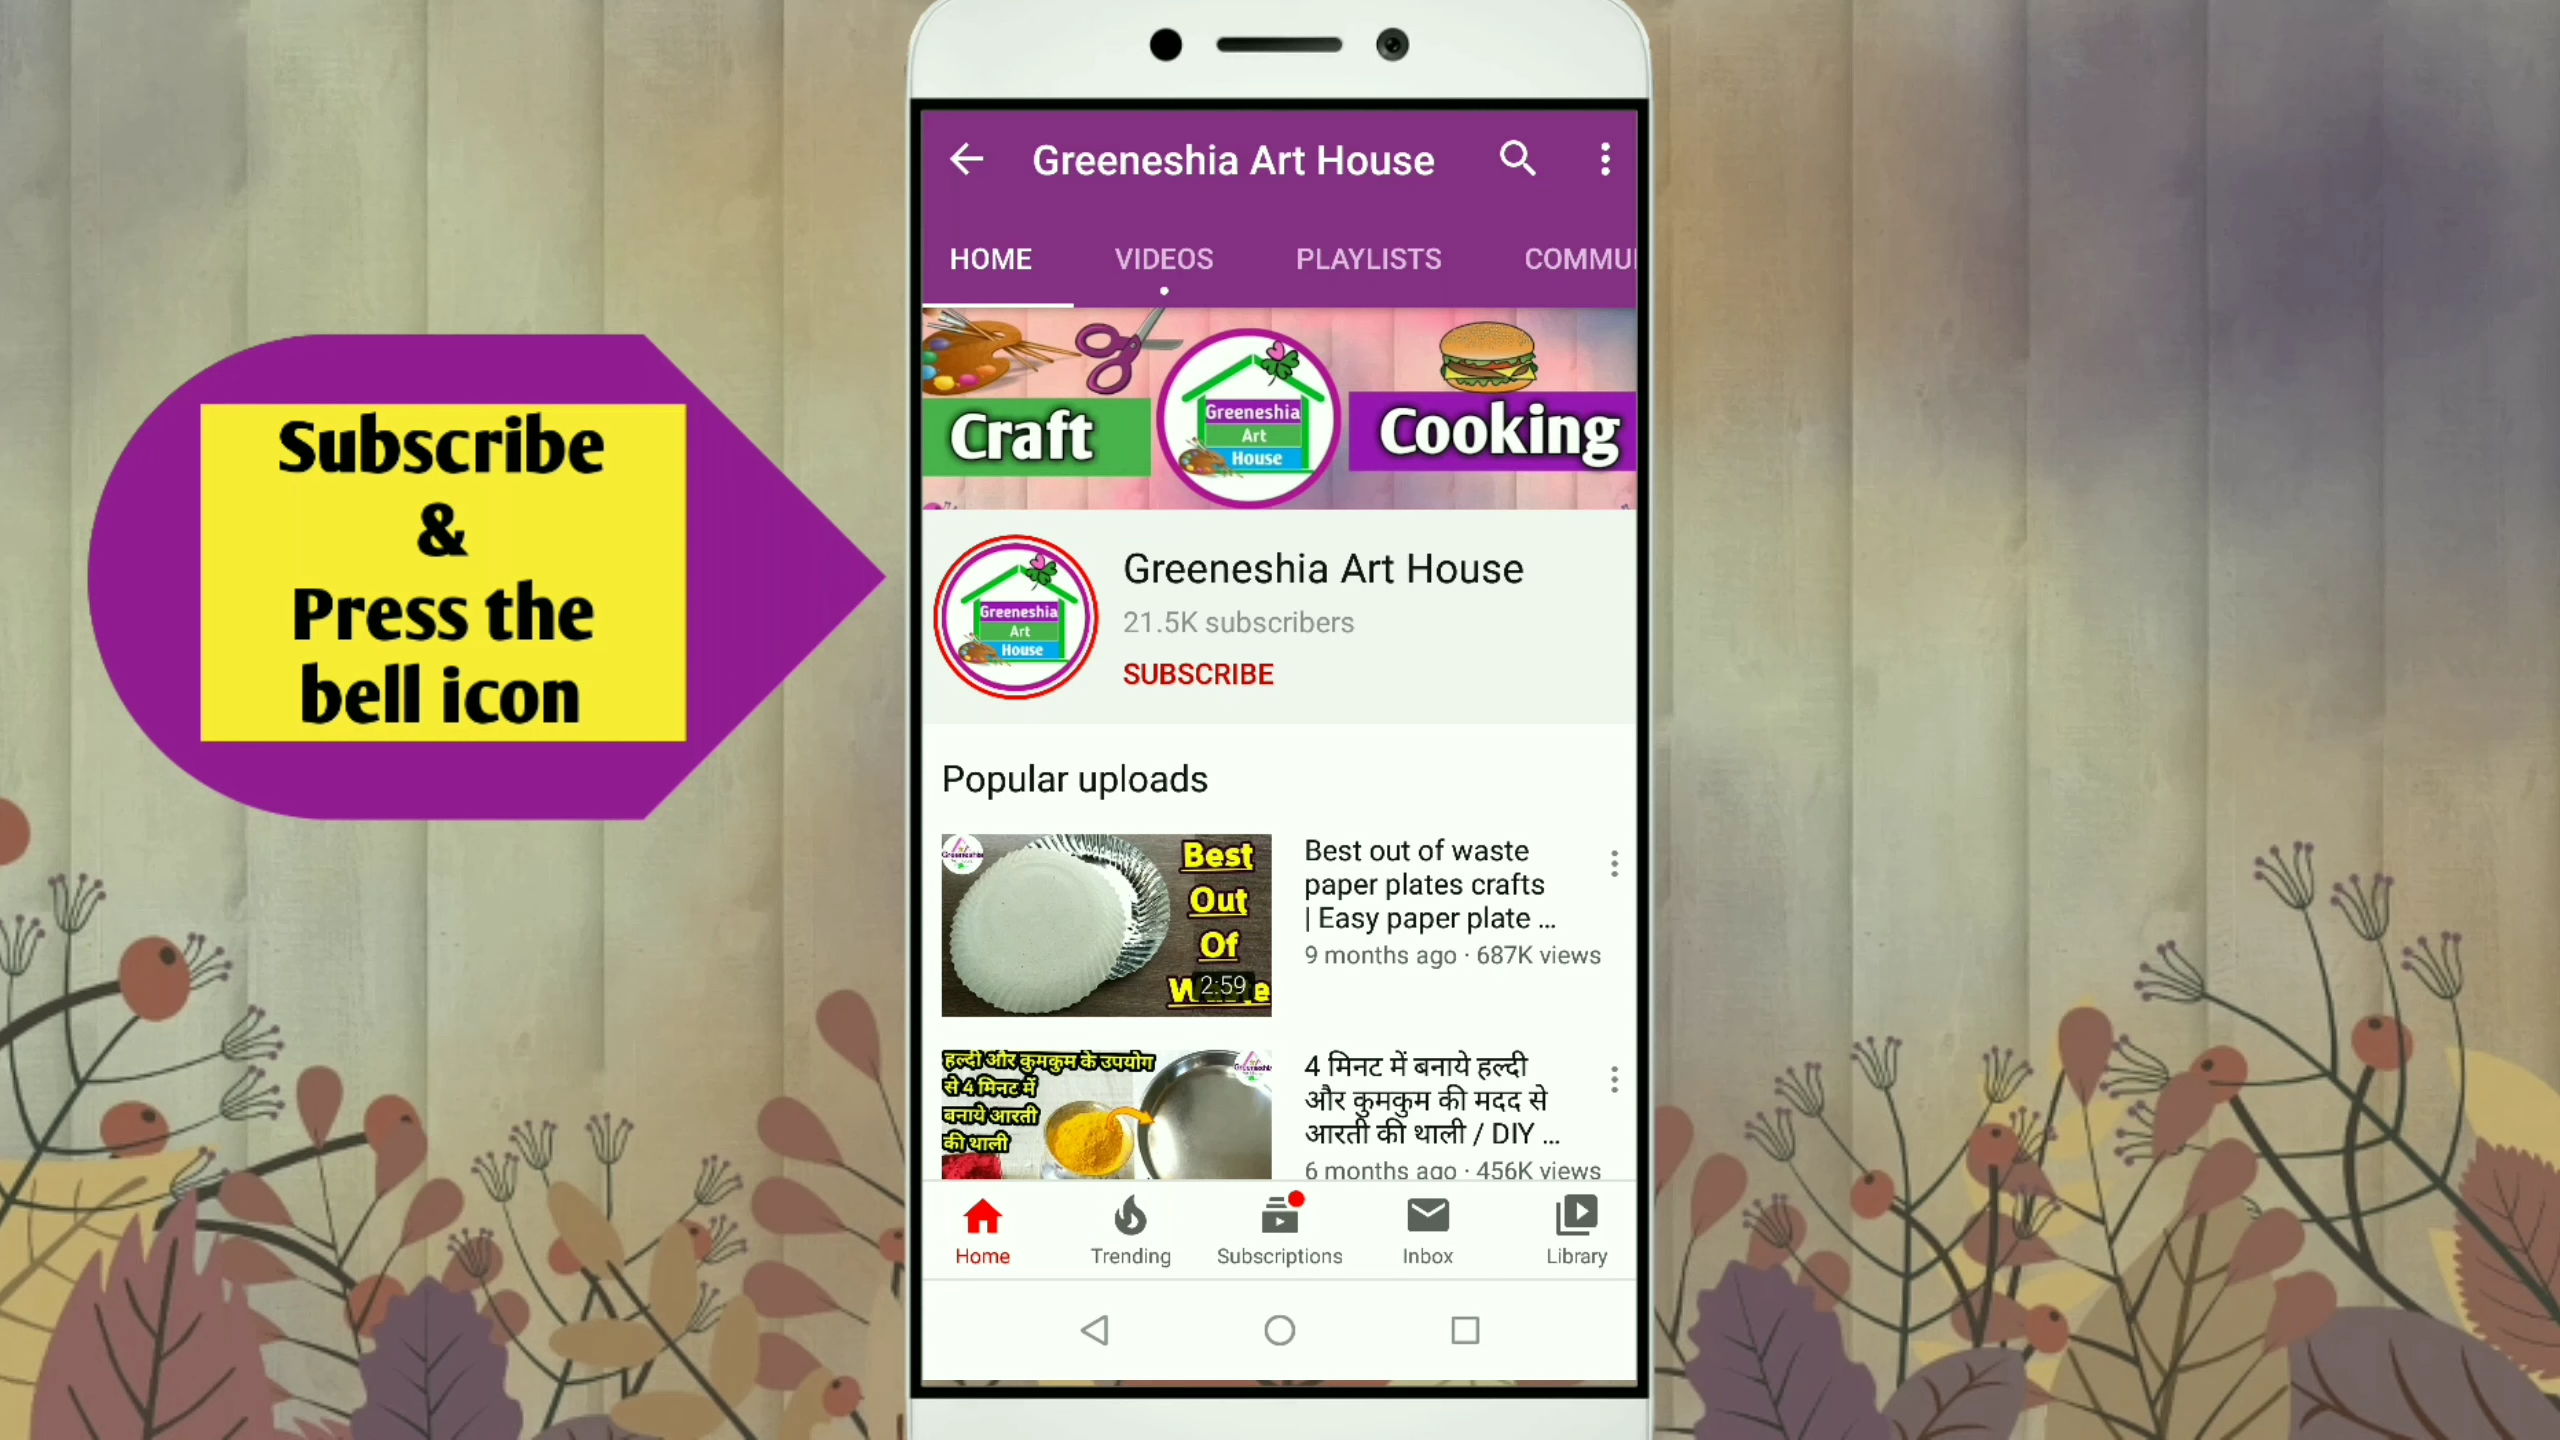 Subscribe
&
Press the
bell icon
Greeneshia Art House
HOME VIDEOS PLAYLISTS COMMU
Craft
Greeneshia
Art
House
Cooking
Greeneshia
Art
House
Greeneshia Art House
21.5K subscribers
SUBSCRIBE
Popular uploads
Greeneshia
Best
Out
Of
2:59
Best out of waste
paper plates crafts
| Easy paper plate ...
9 months ago · 687K views
हल्दी और कुमकुम के उपयोग
से 4 मिनट में
बनाये आरती
की थाली
4 मिनट में बनाये हल्दी
और कुमकुम की मदद से
आरती की थाली / DIY ...
6 months ago · 456K views
Home Trending Subscriptions Inbox Library